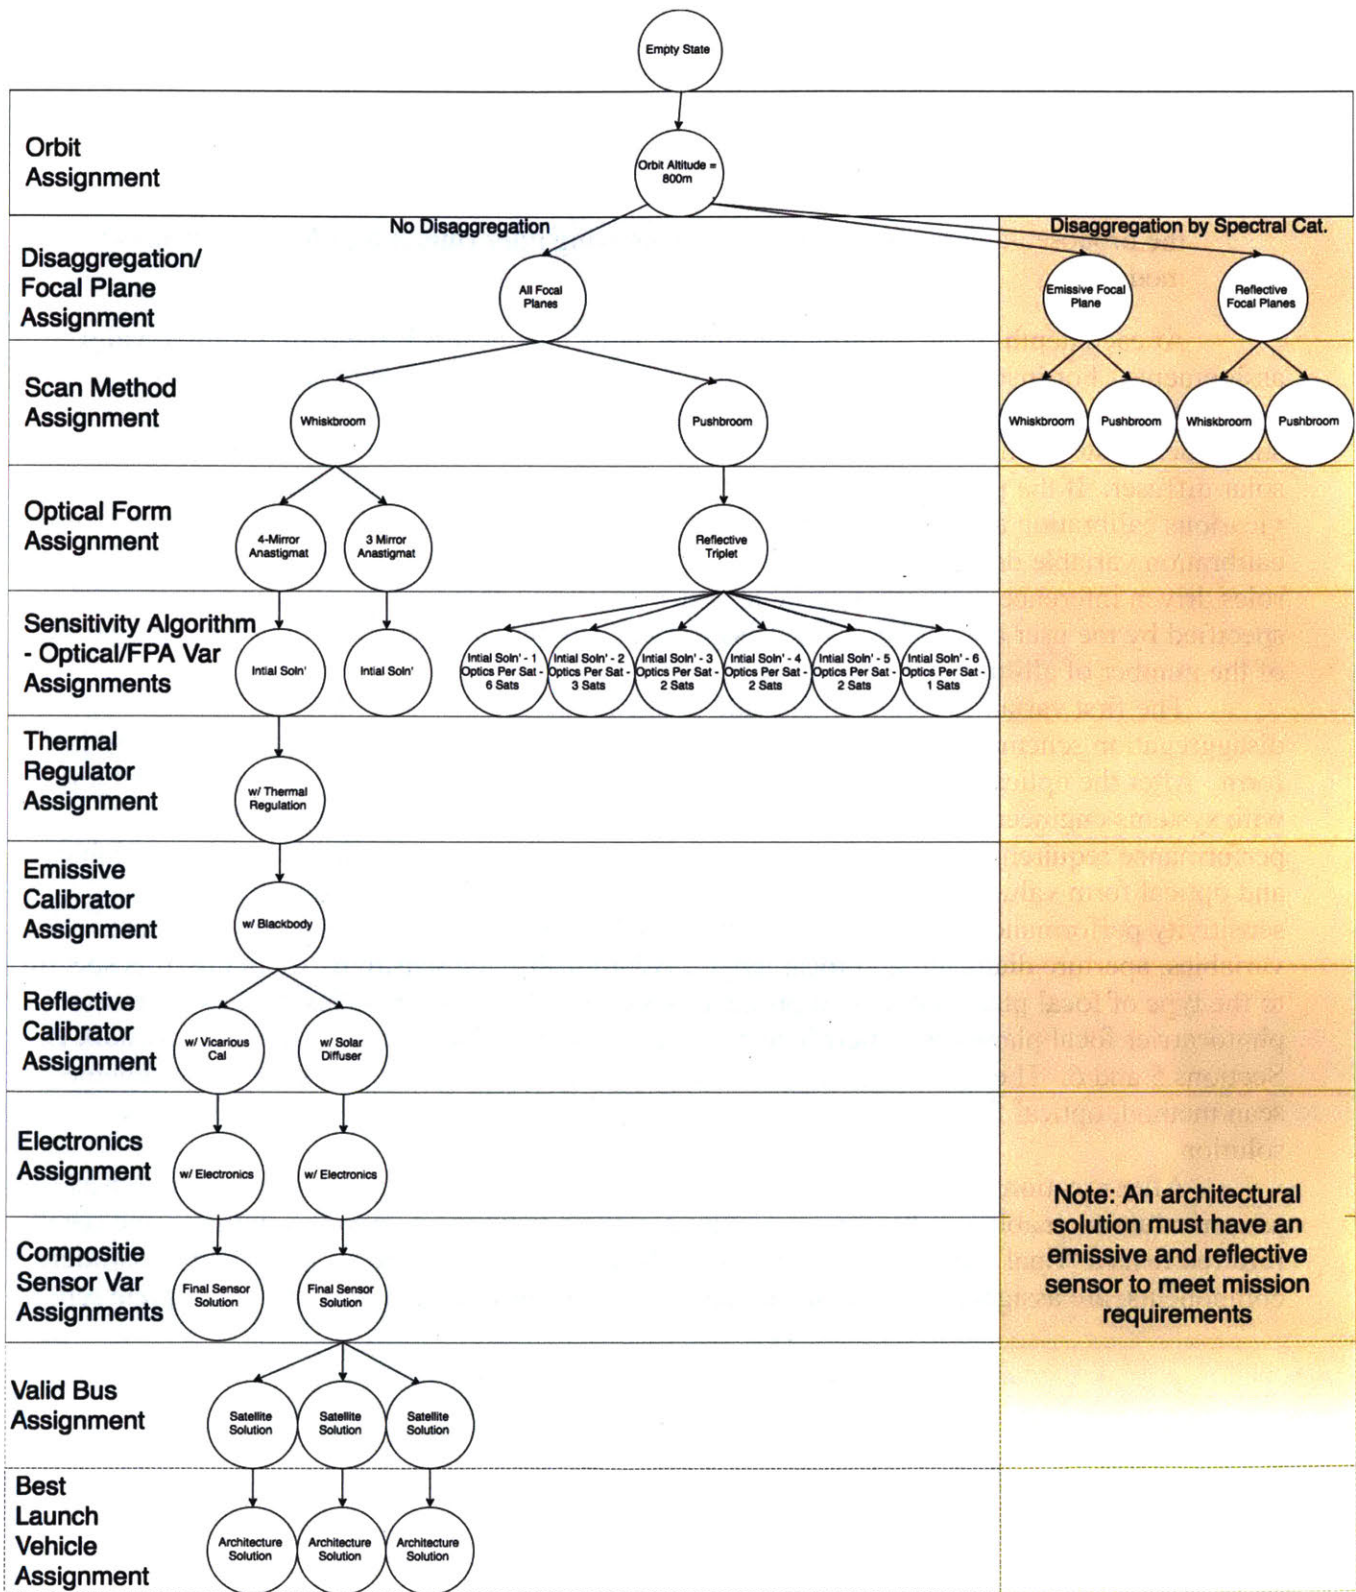 Empty State
Orbit
Assignment
Orbit Altitude =
800m
No Disaggregation
Disaggregation by Spectral Cat.
Disaggregation/
Focal Plane
Assignment
All Focal
Planes
Emissive Focal
Plane
Reflective
Focal Planes
Scan Method
Assignment
Whiskbroom
Pushbroom
Whiskbroom
Pushbroom
Whiskbroom
Pushbroom
Optical Form
Assignment
4-Mirror
Anastigmat
3 Mirror
Anastigmat
Reflective
Triplet
Sensitivity Algorithm
- Optical/FPA Var
Assignments
Intial Soln'
Intial Soln'
Intial Soln' - 1
Optics Per Sat -
6 Sats
Intial Soln' - 2
Optics Per Sat -
3 Sats
Intial Soln' - 3
Optics Per Sat -
2 Sats
Intial Soln' - 4
Optics Per Sat -
2 Sats
Intial Soln' - 5
Optics Per Sat -
2 Sats
Intial Soln' - 6
Optics Per Sat -
1 Sats
Thermal
Regulator
Assignment
w/ Thermal
Regulation
Emissive
Calibrator
Assignment
w/ Blackbody
Reflective
Calibrator
Assignment
w/ Vicarious
Cal
w/ Solar
Diffuser
Electronics
Assignment
w/ Electronics
w/ Electronics
Note: An architectural
solution must have an
emissive and reflective
sensor to meet mission
requirements
Compositie
Sensor Var
Assignments
Final Sensor
Solution
Final Sensor
Solution
Valid Bus
Assignment
Satellite
Solution
Satellite
Solution
Satellite
Solution
Best
Launch
Vehicle
Assignment
Architecture
Solution
Architecture
Solution
Architecture
Solution